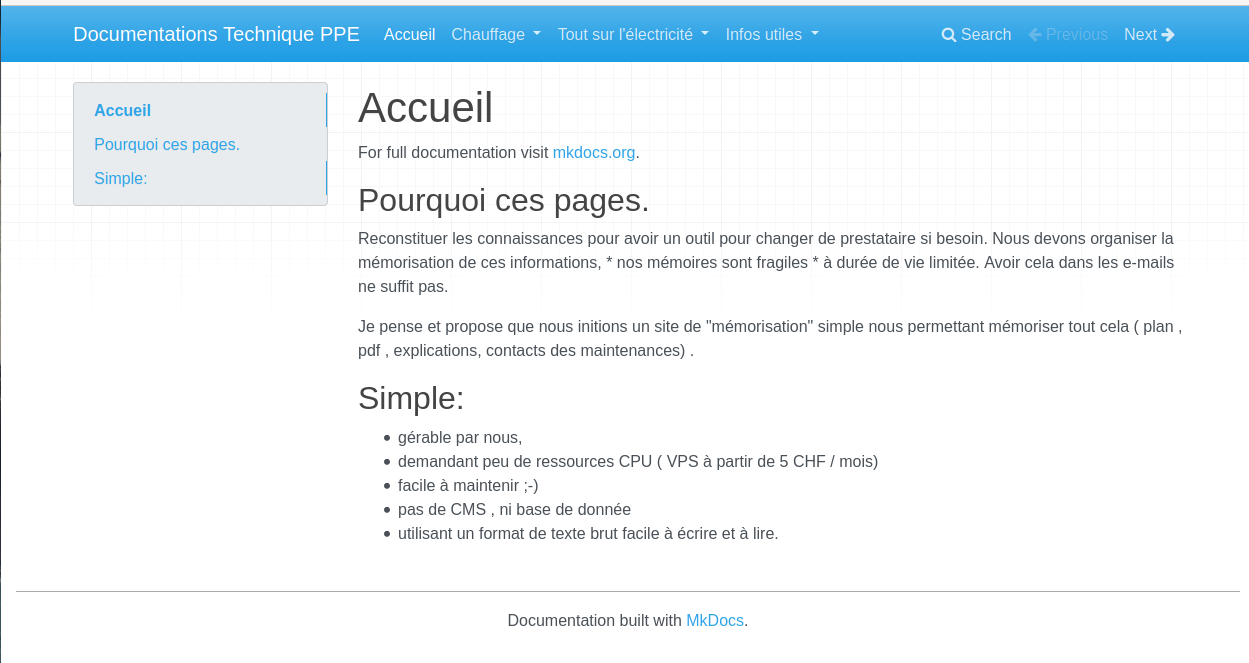 Documentations Technique PPE Accueil Chauffage Tout sur l'électricité Infos utiles Search Previous Next
Accueil
Pourquoi ces pages.
Simple:
Accueil
For full documentation visit mkdocs.org.
Pourquoi ces pages.
Reconstituer les connaissances pour avoir un outil pour changer de prestataire si besoin. Nous devons organiser la
mémorisation de ces informations, * nos mémoires sont fragiles * à durée de vie limitée. Avoir cela dans les e-mails
ne suffit pas.
Je pense et propose que nous initions un site de "mémorisation" simple nous permettant mémoriser tout cela ( plan ,
pdf , explications, contacts des maintenances) .
Simple:
• gérable par nous,
• demandant peu de ressources CPU ( VPS à partir de 5 CHF / mois)
• facile à maintenir ;-)
• pas de CMS , ni base de donnée
• utilisant un format de texte brut facile à écrire et à lire.
Documentation built with MkDocs.